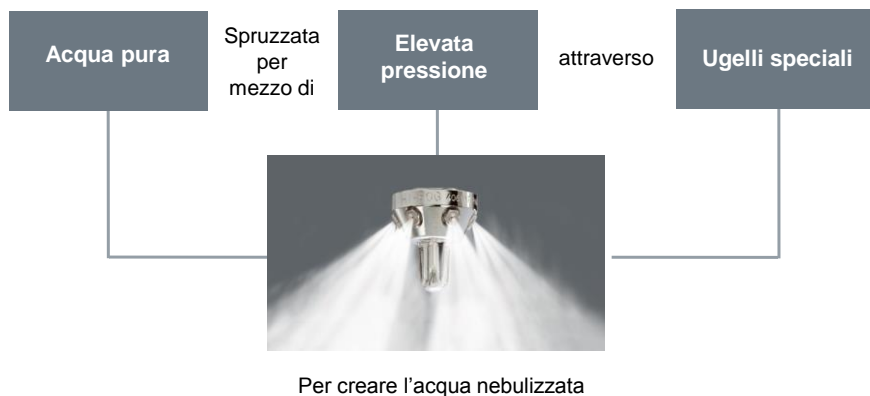 Acqua pura
Spruzzata
per
mezzo di
Elevata
pressione
attraverso
Ugelli speciali
Per creare l'acqua nebulizzata